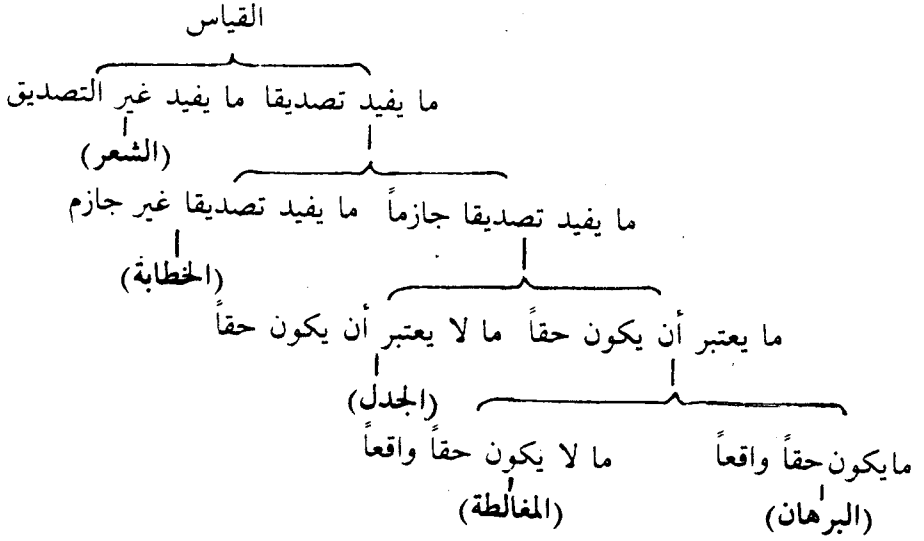 القياس
ما يفيد تصديقا ما يفيد غير التصديق
(الشعر)
ما يفيد تصديقا جازماً ما يفيد تصديقا غير جازم
(الخطابة)
ما يعتبر أن يكون حقاً ما لا يعتبر أن يكون حقاً
(الجدل)
مايكون حقاً واقعاً ما لا يكون حقاً واقعاً
(البرهان) (المغالطة)